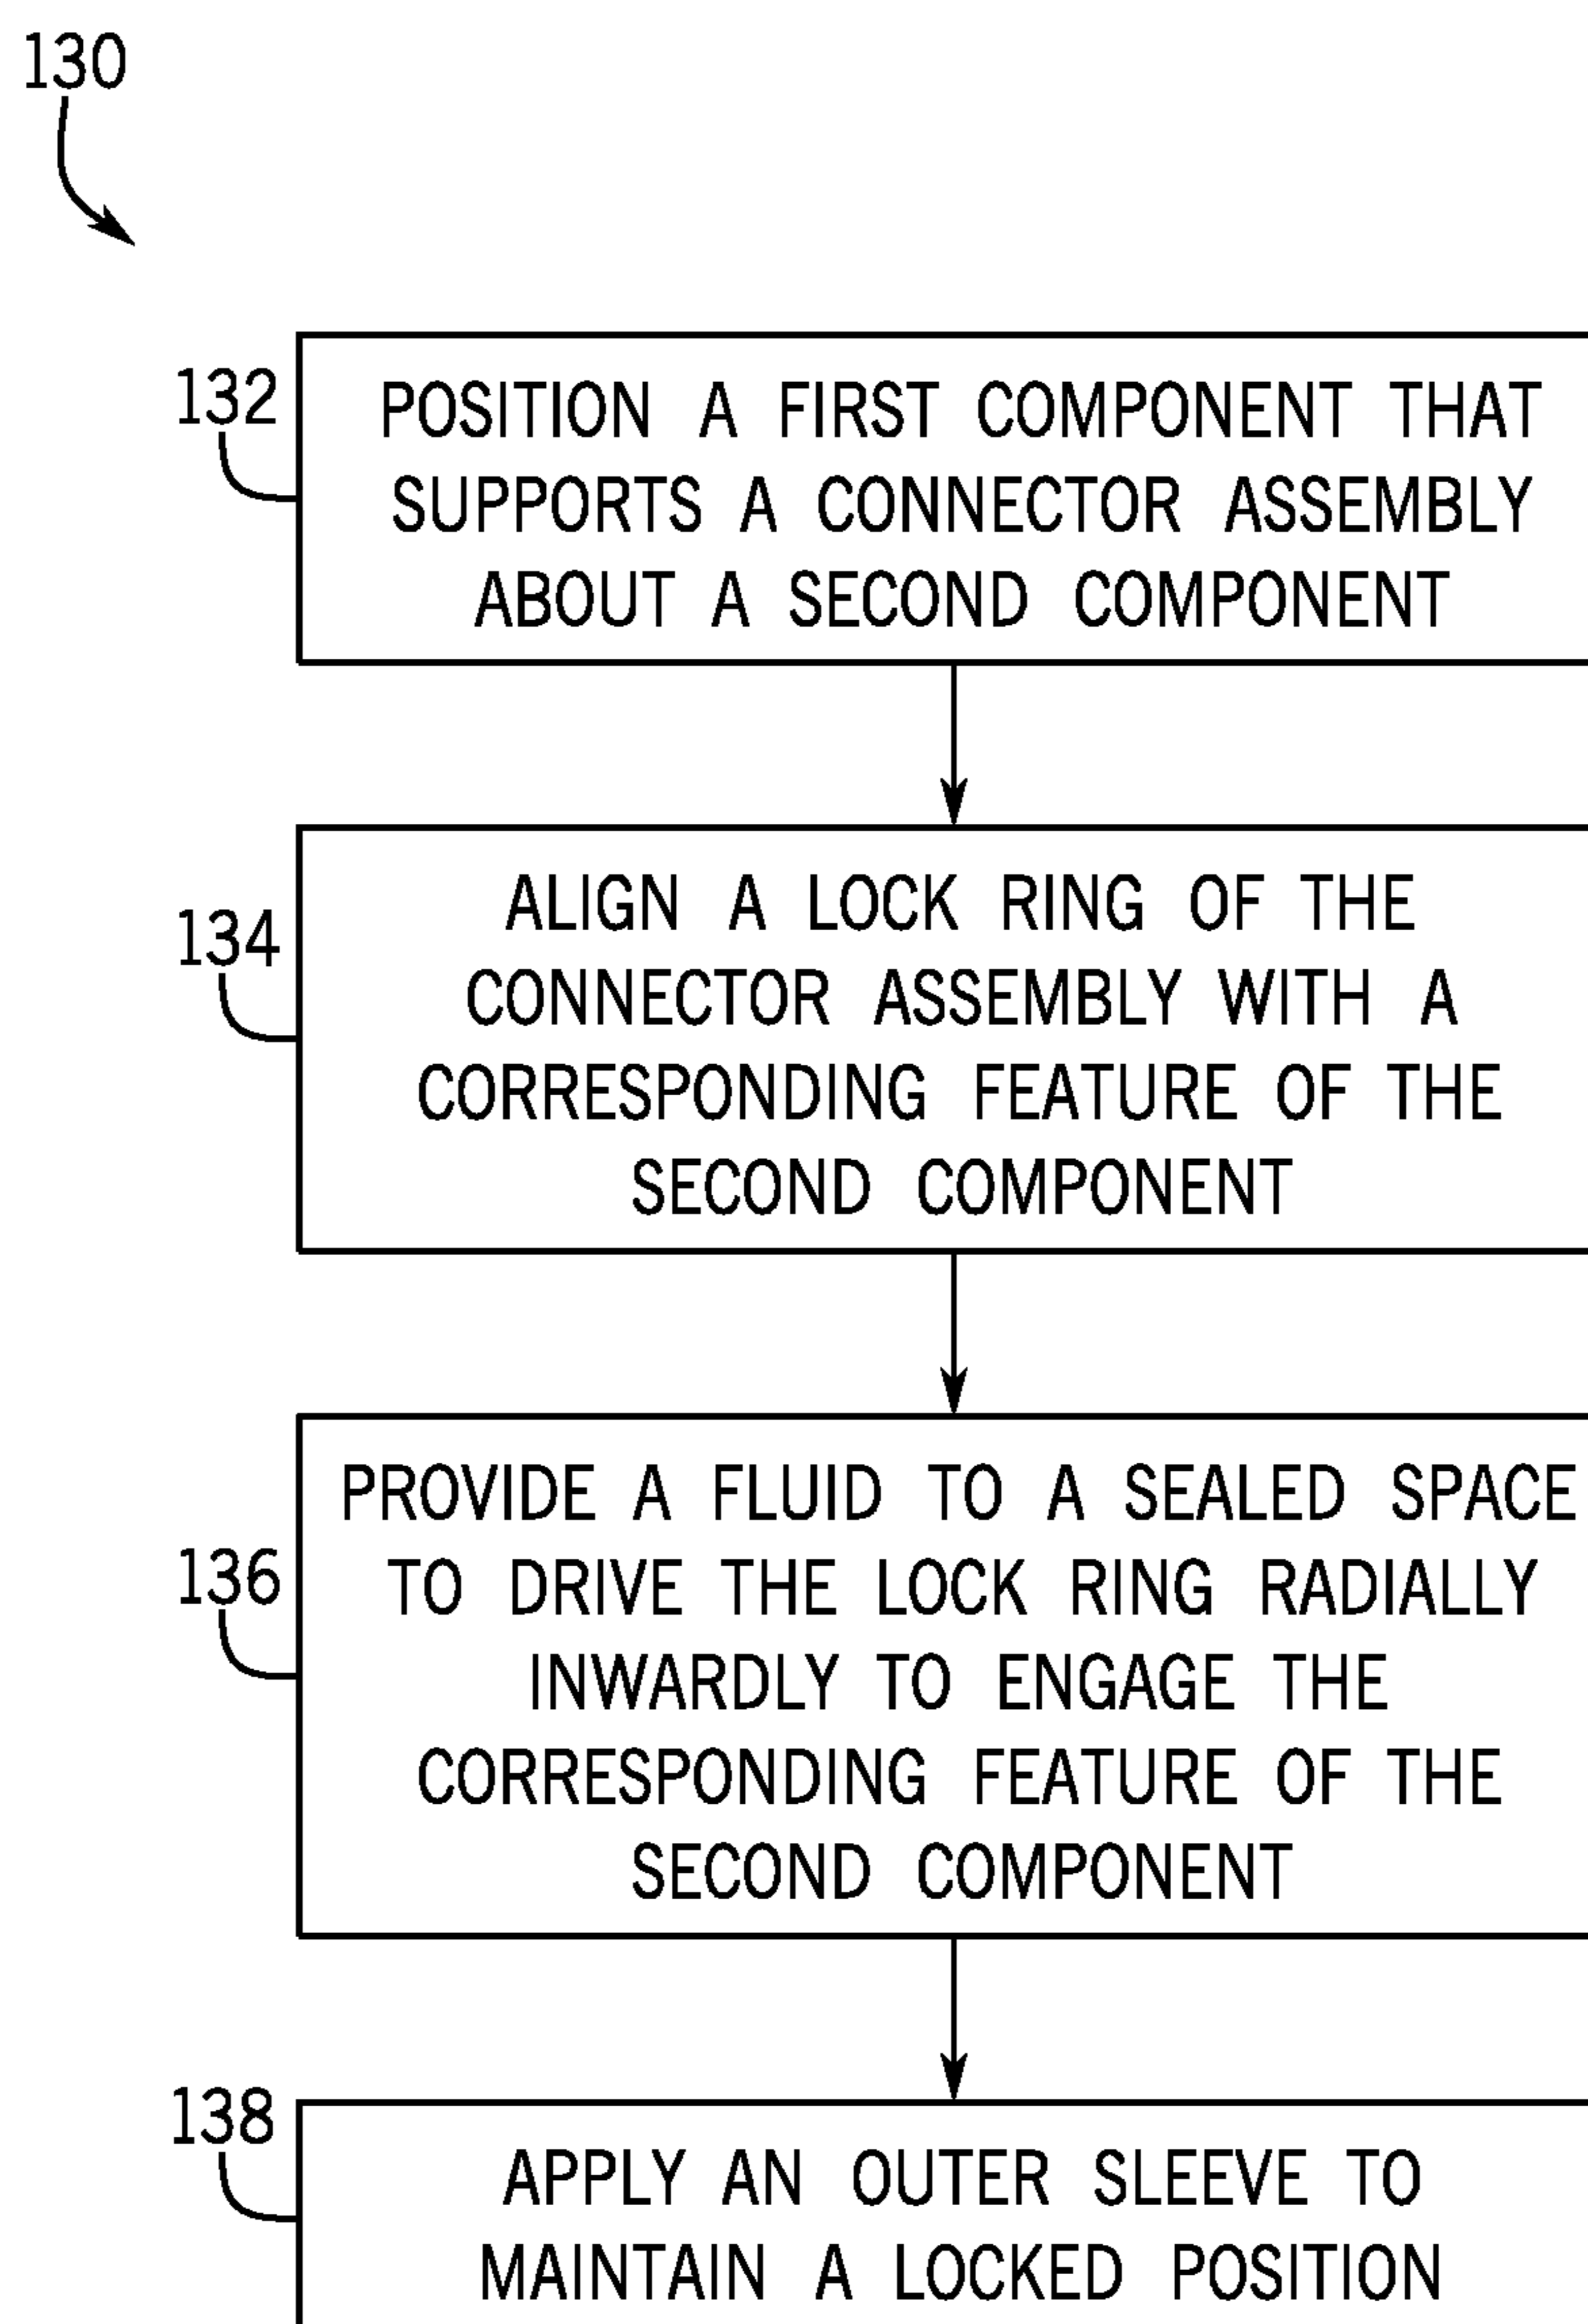 130
132
POSITION A FIRST COMPONENT THAT
SUPPORTS A CONNECTOR ASSEMBLY
ABOUT A SECOND COMPONENT
134
ALIGN A LOCK RING OF THE
CONNECTOR ASSEMBLY WITH A
CORRESPONDING FEATURE OF THE
SECOND COMPONENT
136
PROVIDE A FLUID TO A SEALED SPACE
TO DRIVE THE LOCK RING RADIALLY
INWARDLY TO ENGAGE THE
CORRESPONDING FEATURE OF THE
SECOND COMPONENT
138
APPLY AN OUTER SLEEVE TO
MAINTAIN A LOCKED POSITION